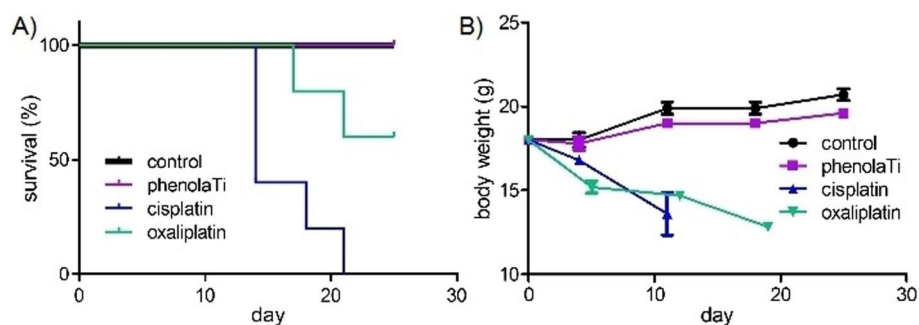 A)
survival (%)
100
50
0
0
10
20
30
day
control
phenolaTi
cisplatin
oxaliplatin
B)
body weight (g)
25
20
15
10
0
10
20
30
day
control
phenolaTi
cisplatin
oxaliplatin